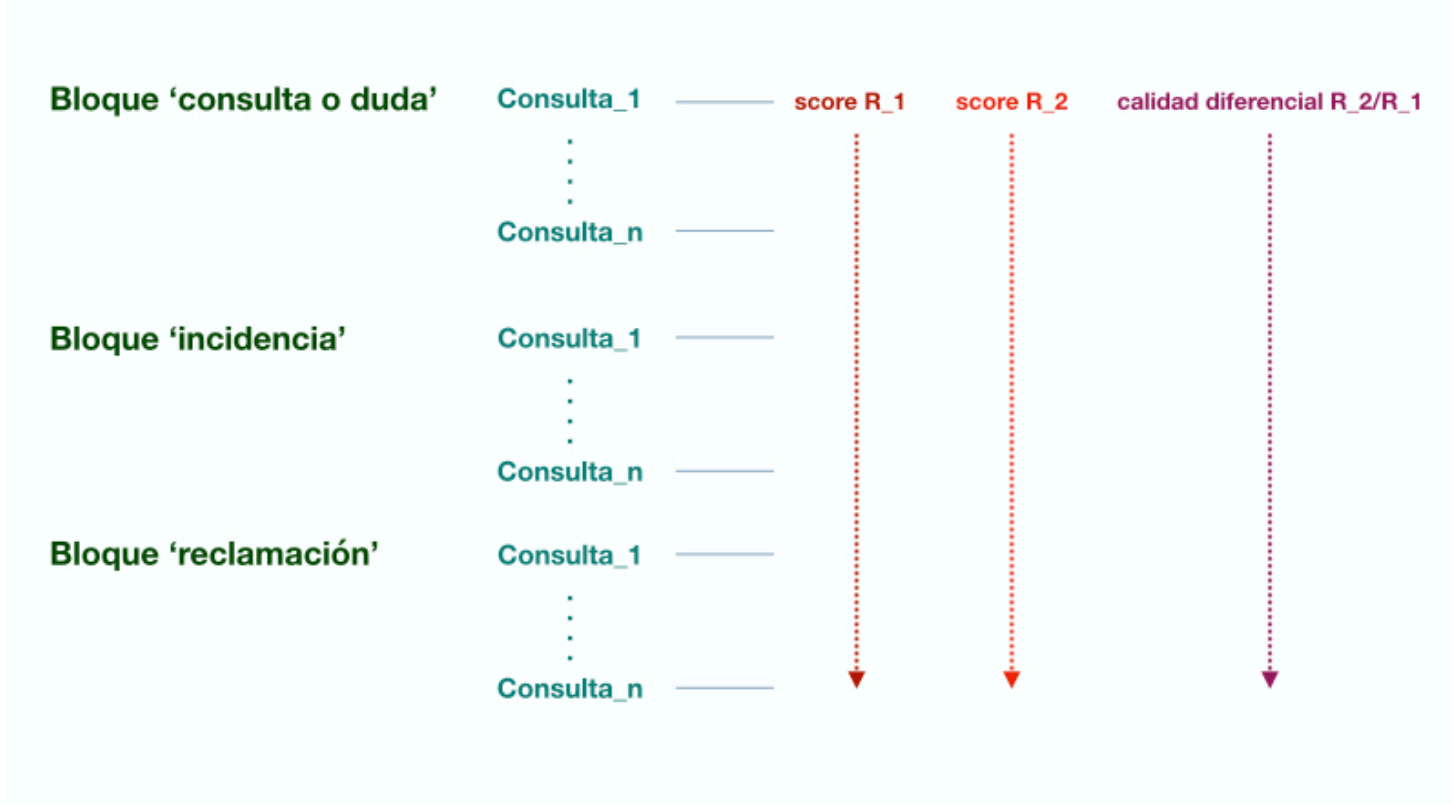 Bloque ‘consulta o duda’ Consulta_1 score R_1 score R_2 calidad diferencial R_2/R_1
Consulta_n
Bloque ‘incidencia’ Consulta_1
Consulta_n
Bloque ‘reclamación’ Consulta_1
Consulta_n